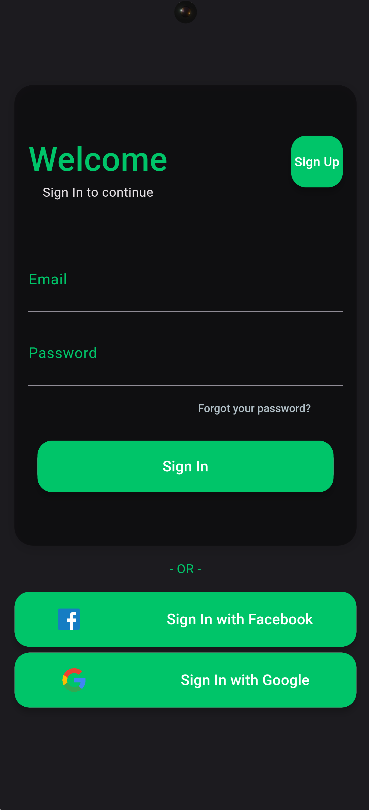 Welcome
Sign Up
Sign In to continue
Email
Password
Forgot your password?
Sign In
- OR -
Sign In with Facebook
Sign In with Google